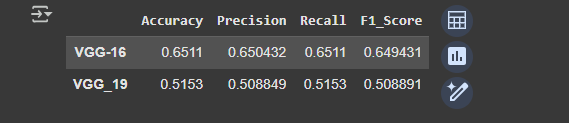 Accuracy Precision Recall F1_Score
VGG-16 0.6511 0.650432 0.6511 0.649431
VGG_19 0.5153 0.508849 0.5153 0.508891